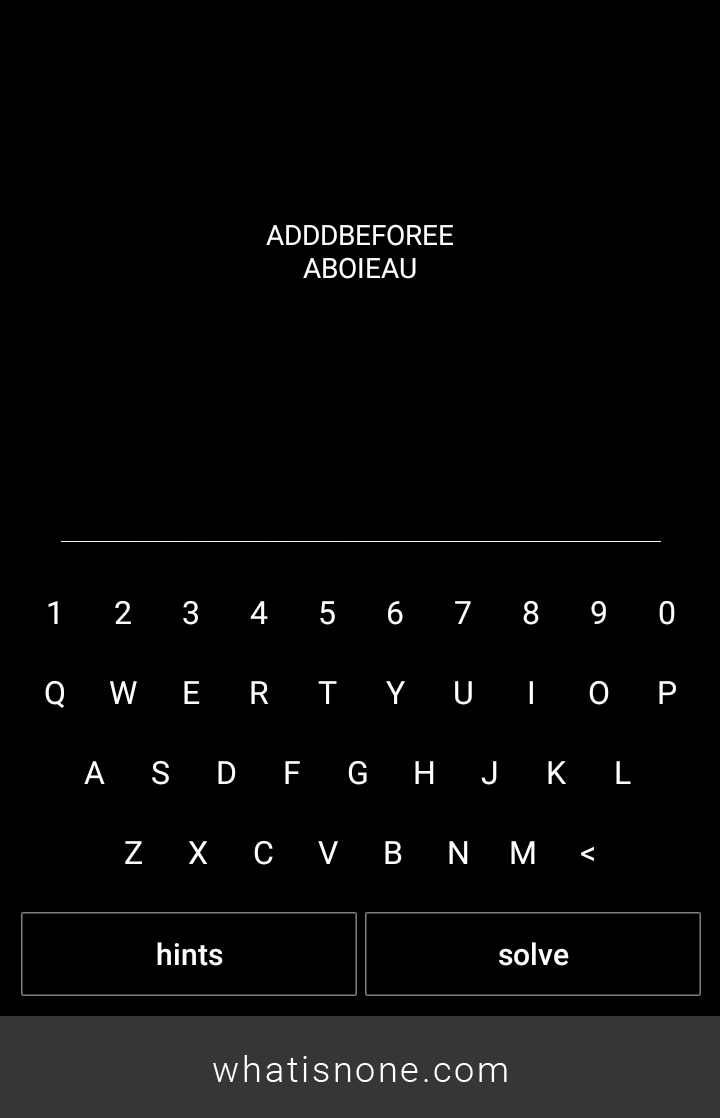 ADDDBEFOREE
ABOIEAU
1 2 3 4 5 6 7 8 9 0
Q W E R T Y U I O P
A S D F G H J K L
Z X C V B N M <
hints solve
whatisnone.com